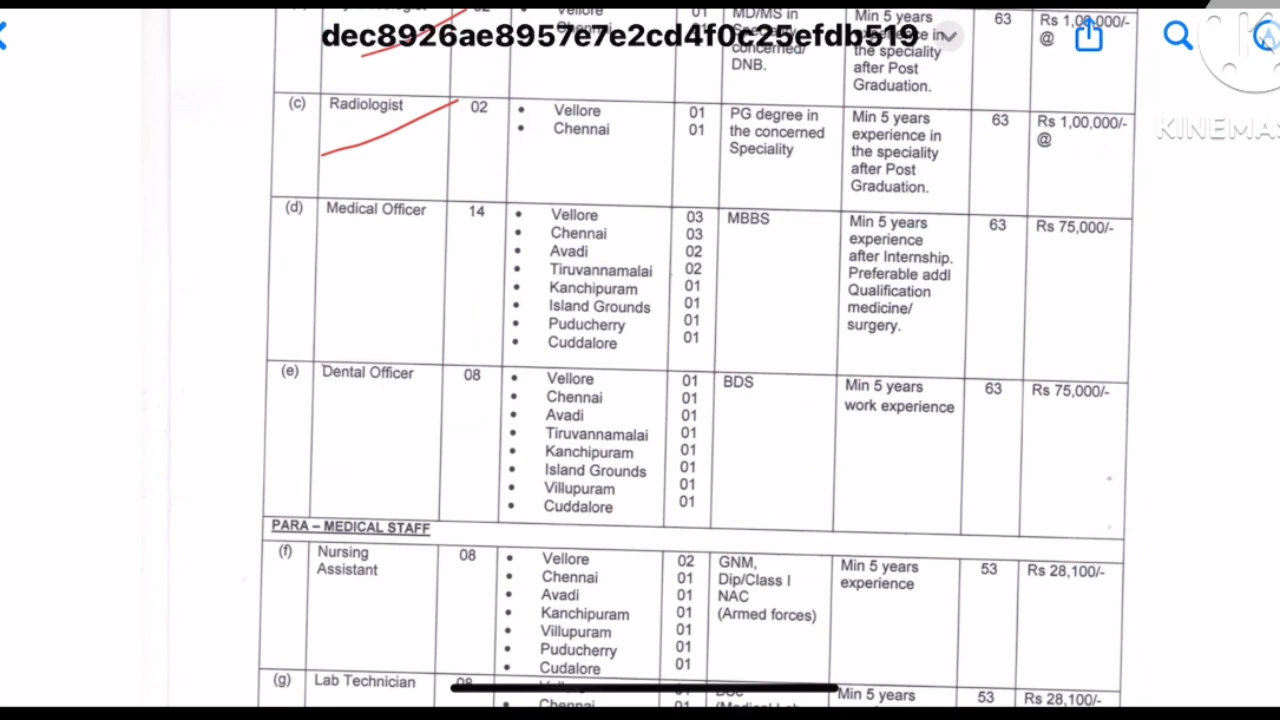 dec8926ae8957e7e2cd4f0c25efdb519
Vellore 01 MD/MS in Min 5 years 63 Rs 1,00,000/-
@
concerned/ the speciality
DNB. after Post
Graduation.
(c) Radiologist 02 • Vellore 01 PG degree in Min 5 years 63 Rs 1,00,000/-
• Chennai 01 the concerned experience in @
Speciality the speciality
after Post
Graduation.
(d) Medical Officer 14 • Vellore 03 MBBS Min 5 years 63 Rs 75,000/-
• Chennai 03 experience
• Avadi 02 after Internship.
• Tiruvannamalai 02 Preferable addl
• Kanchipuram 01 Qualification
• Island Grounds 01 medicine/
• Puducherry 01 surgery.
• Cuddalore 01
(e) Dental Officer 08 • Vellore 01 BDS Min 5 years 63 Rs 75,000/-
• Chennai 01 work experience
• Avadi 01
• Tiruvannamalai 01
• Kanchipuram 01
• Island Grounds 01
• Villupuram 01
• Cuddalore 01
PARA – MEDICAL STAFF
(f) Nursing 08 • Vellore 02 GNM, Min 5 years 53 Rs 28,100/-
Assistant • Chennai 01 Dip/Class I experience
• Avadi 01 NAC
• Kanchipuram 01 (Armed forces)
• Villupuram 01
• Puducherry 01
• Cudalore 01
(g) Lab Technician 08 Min 5 years 53 Rs 28,100/-
• Chennai 01
KINEMAS